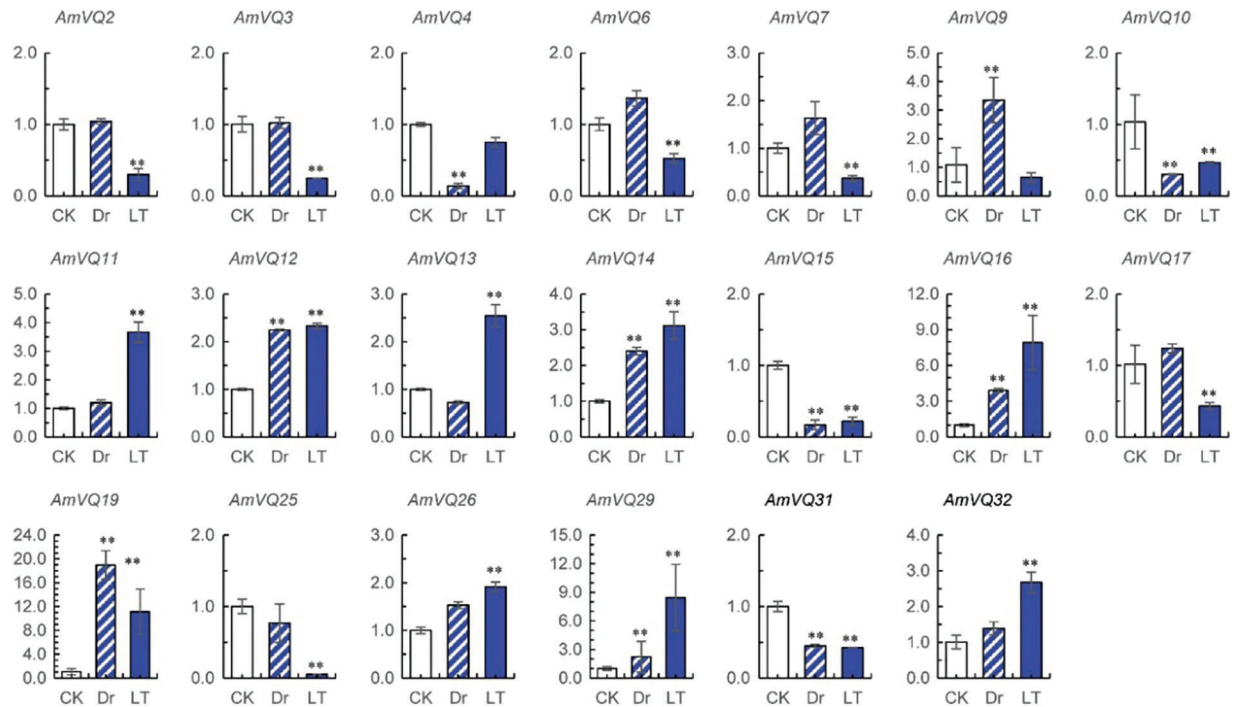 AmVQ2
2.0
1.0
0.0
**
CK Dr LT
AmVQ3
2.0
1.0
0.0
**
CK Dr LT
AmVQ4
2.0
1.0
0.0
**
CK Dr LT
AmVQ6
2.0
1.0
0.0
**
CK Dr LT
AmVQ7
3.0
2.0
1.0
0.0
**
CK Dr LT
AmVQ9
5.0
4.0
3.0
2.0
1.0
0.0
**
CK Dr LT
AmVQ10
2.0
1.0
0.0
** **
CK Dr LT
AmVQ11
5.0
4.0
3.0
2.0
1.0
0.0
**
CK Dr LT
AmVQ12
3.0
2.0
1.0
0.0
** **
CK Dr LT
AmVQ13
3.0
2.0
1.0
0.0
**
CK Dr LT
AmVQ14
4.0
3.0
2.0
1.0
0.0
** **
CK Dr LT
AmVQ15
2.0
1.0
0.0
** **
CK Dr LT
AmVQ16
12.0
9.0
6.0
3.0
0.0
** **
CK Dr LT
AmVQ17
2.0
1.0
0.0
**
CK Dr LT
AmVQ19
24.0
20.0
16.0
12.0
8.0
4.0
0.0
** **
CK Dr LT
AmVQ25
2.0
1.0
0.0
**
CK Dr LT
AmVQ26
3.0
2.0
1.0
0.0
**
CK Dr LT
AmVQ29
15.0
12.0
9.0
6.0
3.0
0.0
** **
CK Dr LT
AmVQ31
2.0
1.0
0.0
** **
CK Dr LT
AmVQ32
4.0
3.0
2.0
1.0
0.0
**
CK Dr LT